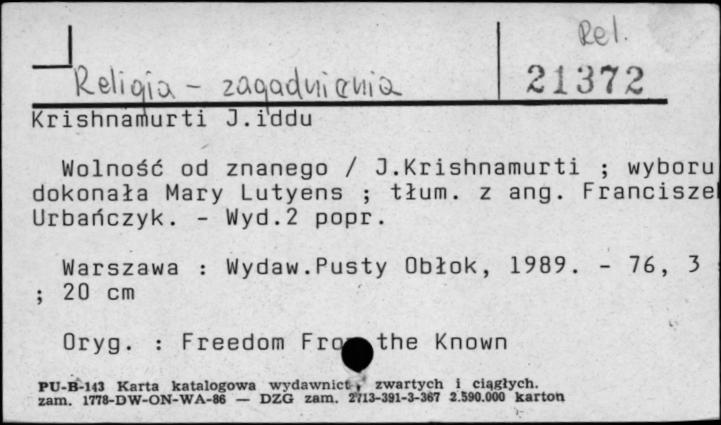 Rel.
Religia - zagadnienia
21372
Krishnamurti J.iddu
Wolność od znanego / J.Krishnamurti ; wyboru
dokonała Mary Lutyens ; tłum. z ang. Francisze
Urbańczyk. - Wyd.2 popr.
Warszawa : Wydaw.Pusty Obłok, 1989. - 76, 3
; 20 cm
Oryg. : Freedom From the Known
PU-B-143 Karta katalogowa wydawnict, zwartych i ciągłych.
zam. 1778-DW-ON-WA-86 — DZG zam. 2713-391-3-367 2.590.000 karton